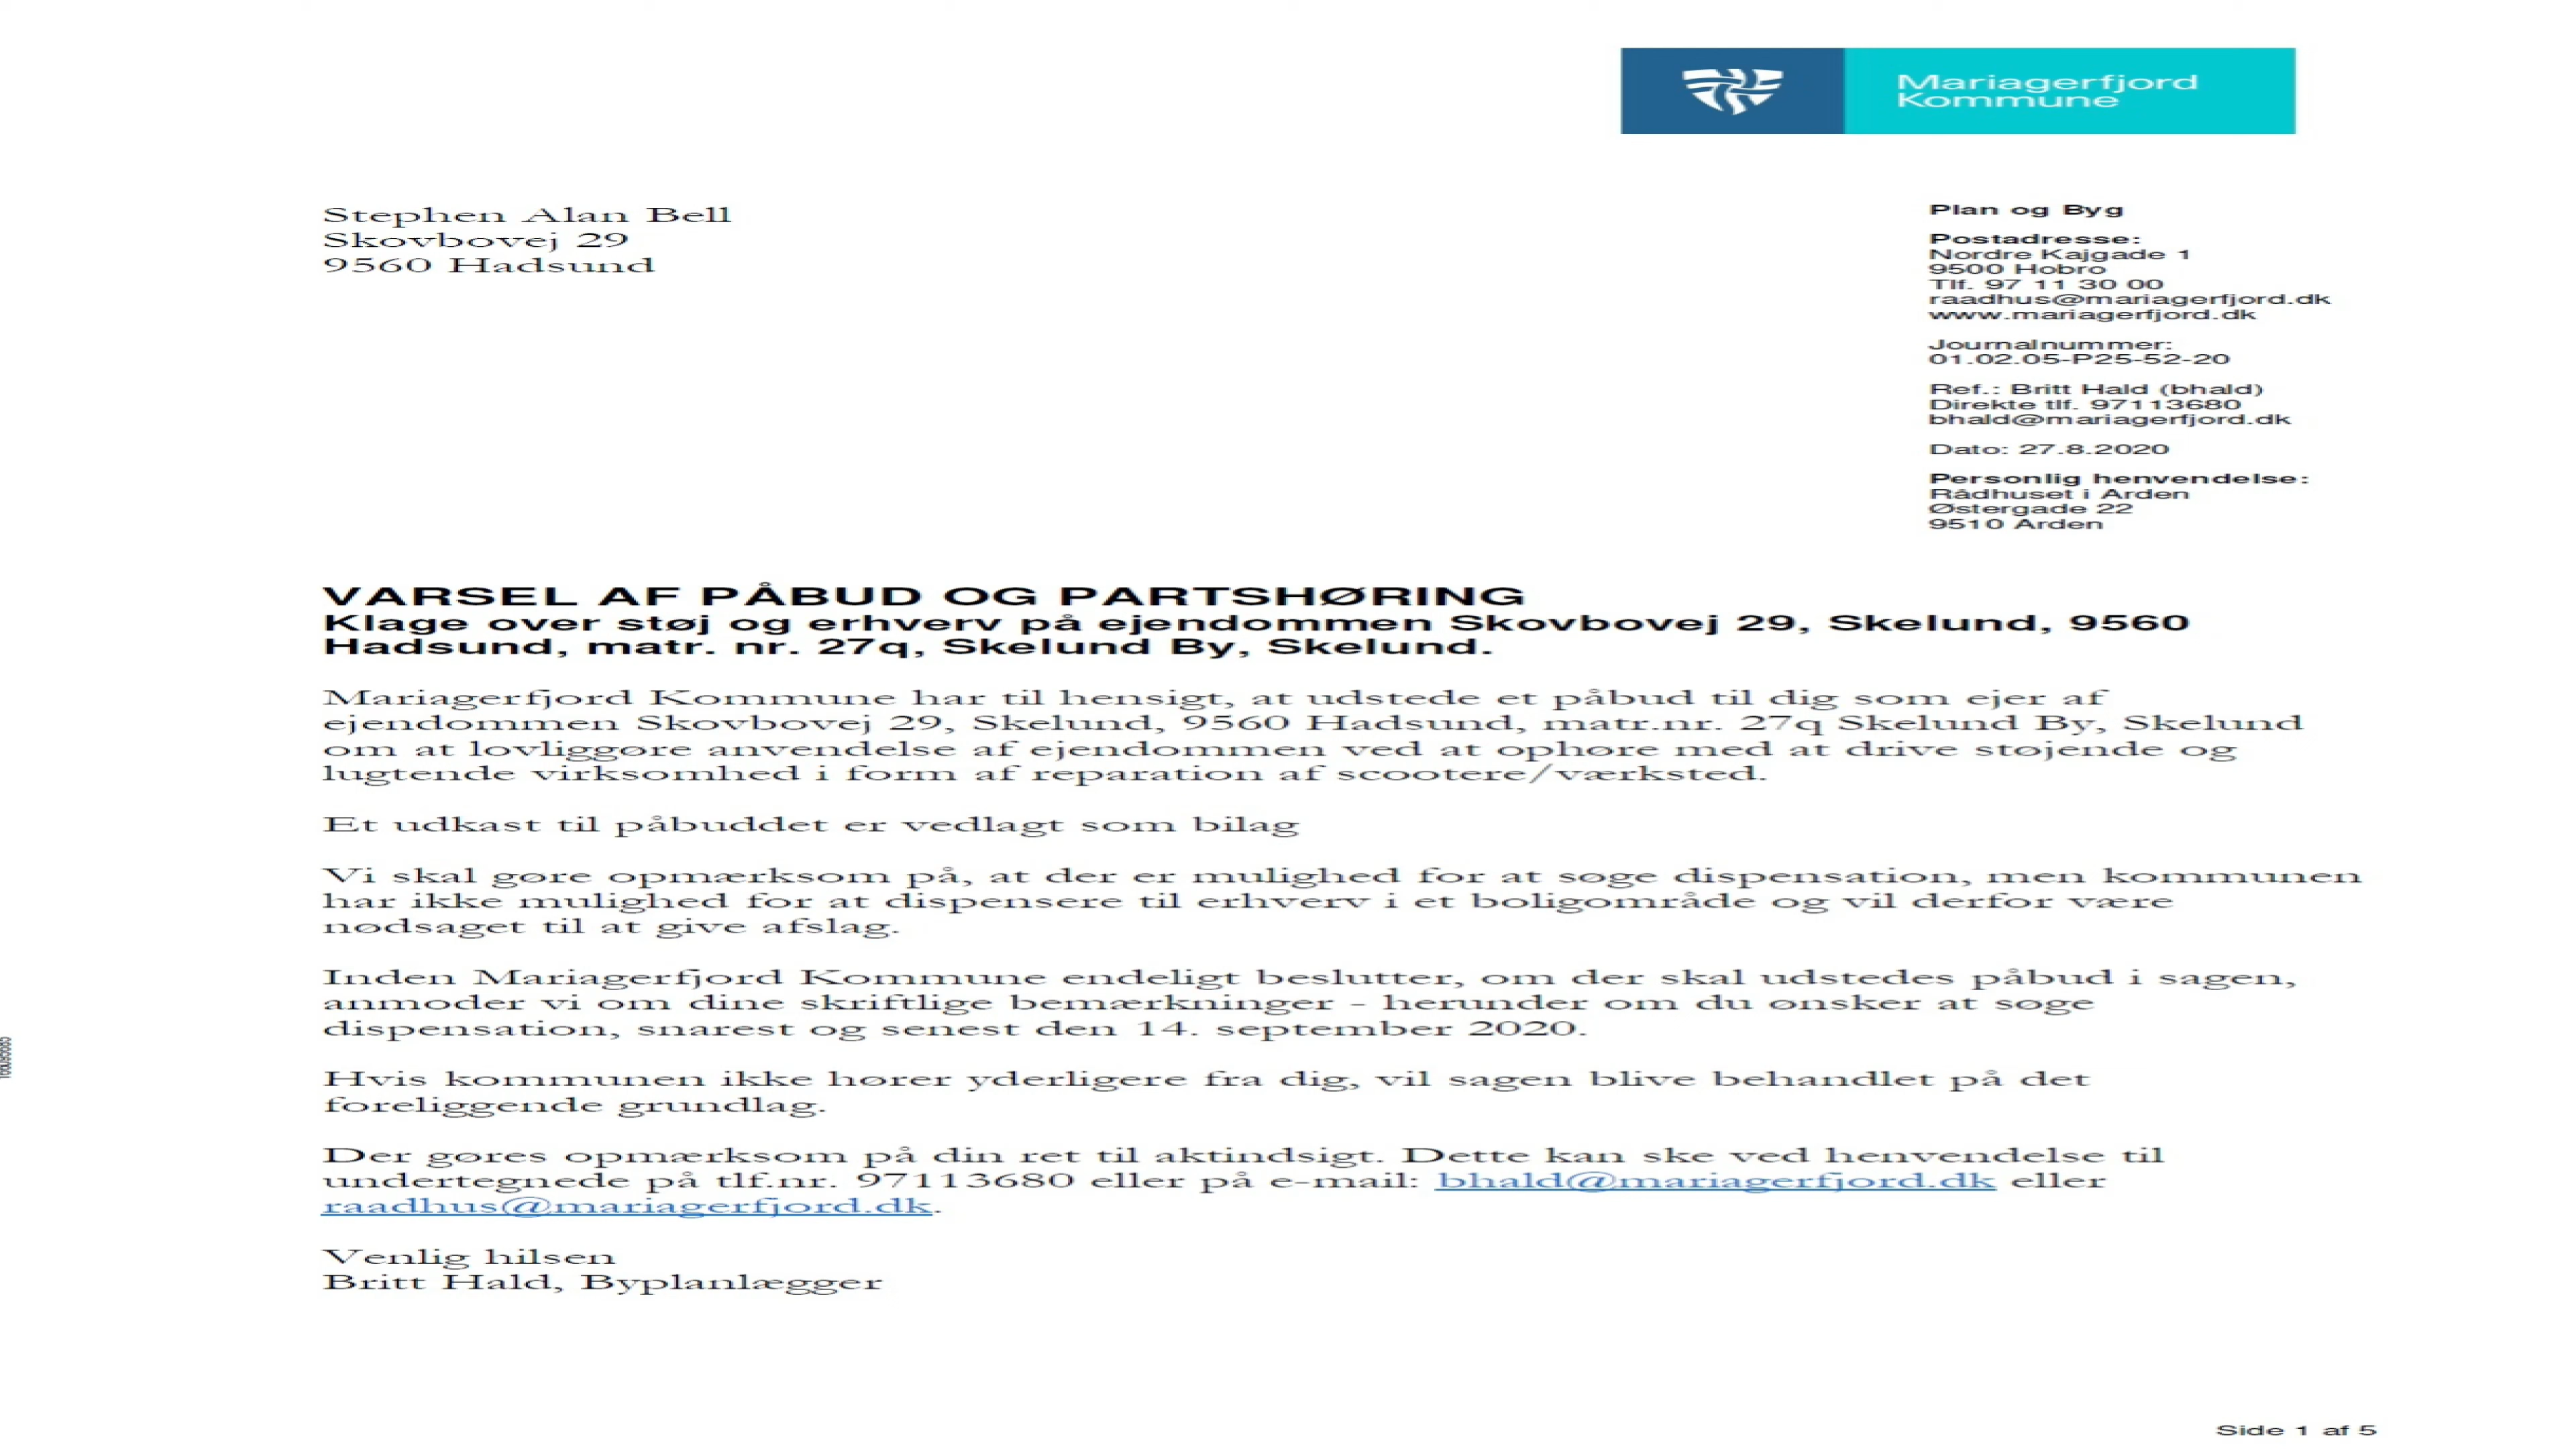 Mariagerfjord
Kommune
Stephen Alan Bell
Skovbovej 29
9560 Hadsund
Plan og Byg
Postadresse:
Nordre Kajgade 1
9500 Hobro
Tlf. 97 11 30 00
raadhus@mariagerfjord.dk
www.mariagerfjord.dk
Journalnummer:
01.02.05-P25-52-20
Ref.: Britt Hald (bhald)
Direkte tlf. 97113680
bhald@mariagerfjord.dk
Dato: 27.8.2020
Personlig henvendelse:
Rådhuset i Arden
Østergade 22
9510 Arden
VARSEL AF PÅBUD OG PARTSHØRING
Klage over støj og erhverv på ejendommen Skovbovej 29, Skelund, 9560
Hadsund, matr. nr. 27q, Skelund By, Skelund.
Mariagerfjord Kommune har til hensigt, at udstede et påbud til dig som ejer af
ejendommen Skovbovej 29, Skelund, 9560 Hadsund, matr.nr. 27q Skelund By, Skelund
om at lovliggøre anvendelse af ejendommen ved at ophøre med at drive støjende og
lugtende virksomhed i form af reparation af scootere/værksted.
Et udkast til påbuddet er vedlagt som bilag
Vi skal gøre opmærksom på, at der er mulighed for at søge dispensation, men kommunen
har ikke mulighed for at dispensere til erhverv i et boligområde og vil derfor være
nødsaget til at give afslag.
Inden Mariagerfjord Kommune endeligt beslutter, om der skal udstedes påbud i sagen,
anmoder vi om dine skriftlige bemærkninger - herunder om du ønsker at søge
dispensation, snarest og senest den 14. september 2020.
Hvis kommunen ikke hører yderligere fra dig, vil sagen blive behandlet på det
foreliggende grundlag.
Der gøres opmærksom på din ret til aktindsigt. Dette kan ske ved henvendelse til
undertegnede på tlf.nr. 97113680 eller på e-mail: bhald@mariagerfjord.dk eller
raadhus@mariagerfjord.dk.
Venlig hilsen
Britt Hald, Byplanlægger
Side 1 af 5